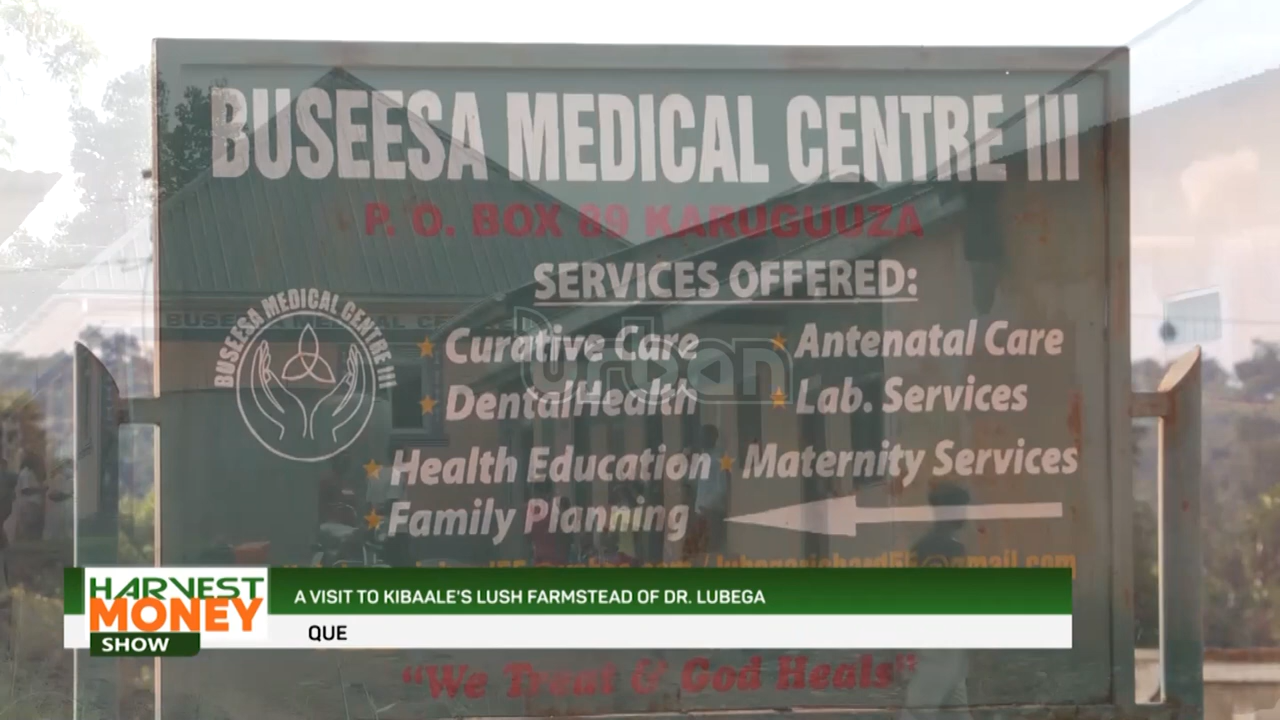 BUSEESA MEDICAL CENTRE III
P. O. BOX 89 KARUGUUZA
SERVICES OFFERED:
BUSEESA MEDICAL CENTRE III
Curative Care
Antenatal Care
urban
DentalHealth
Lab. Services
Health Education
Maternity Services
Family Planning
HARVEST
MONEY
SHOW
A VISIT TO KIBAALE'S LUSH FARMSTEAD OF DR. LUBEGA
QUE
"We Treat & God Heals"